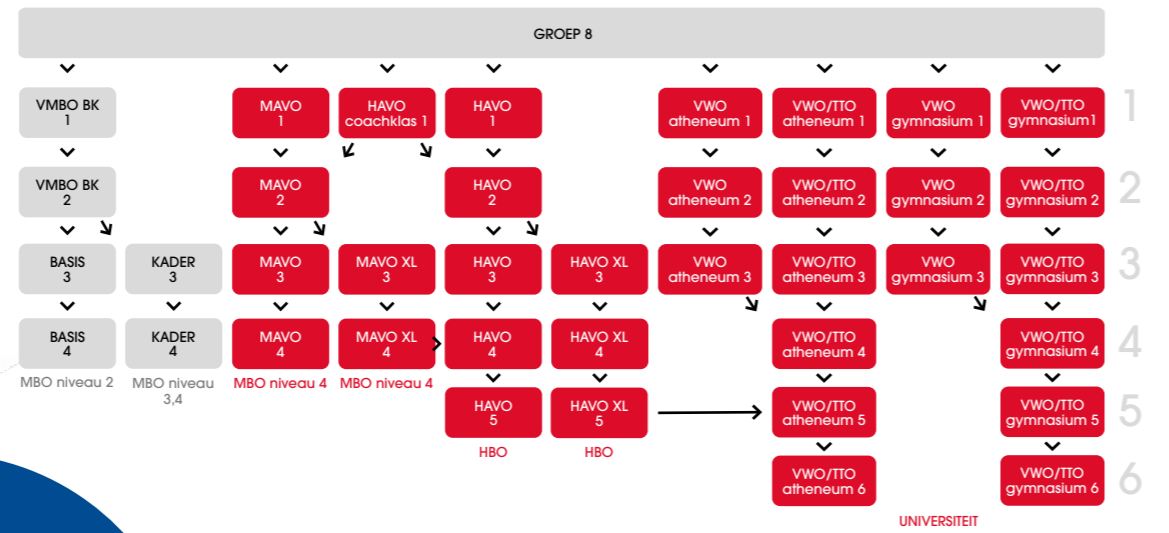 GROEP 8
VMBO BK
1
MAVO
1
HAVO
coachklas 1
HAVO
1
VWO
atheneum 1
VWO/TTO
atheneum 1
VWO
gymnasium 1
VWO/TTO
gymnasium1
1
VMBO BK
2
MAVO
2
HAVO
2
VWO
atheneum 2
VWO/TTO
atheneum 2
VWO
gymnasium 2
VWO/TTO
gymnasium 2
2
BASIS
3
KADER
3
MAVO
3
MAVO XL
3
HAVO
3
HAVO XL
3
VWO
atheneum 3
VWO/TTO
atheneum 3
VWO
gymnasium 3
VWO/TTO
gymnasium 3
3
BASIS
4
KADER
4
MAVO
4
MAVO XL
4
HAVO
4
HAVO XL
4
VWO/TTO
atheneum 4
VWO/TTO
gymnasium 4
4
MBO niveau 2
MBO niveau
3,4
MBO niveau 4
MBO niveau 4
HAVO
5
HAVO XL
5
VWO/TTO
atheneum 5
VWO/TTO
gymnasium 5
5
HBO
HBO
VWO/TTO
atheneum 6
VWO/TTO
gymnasium 6
6
UNIVERSITEIT